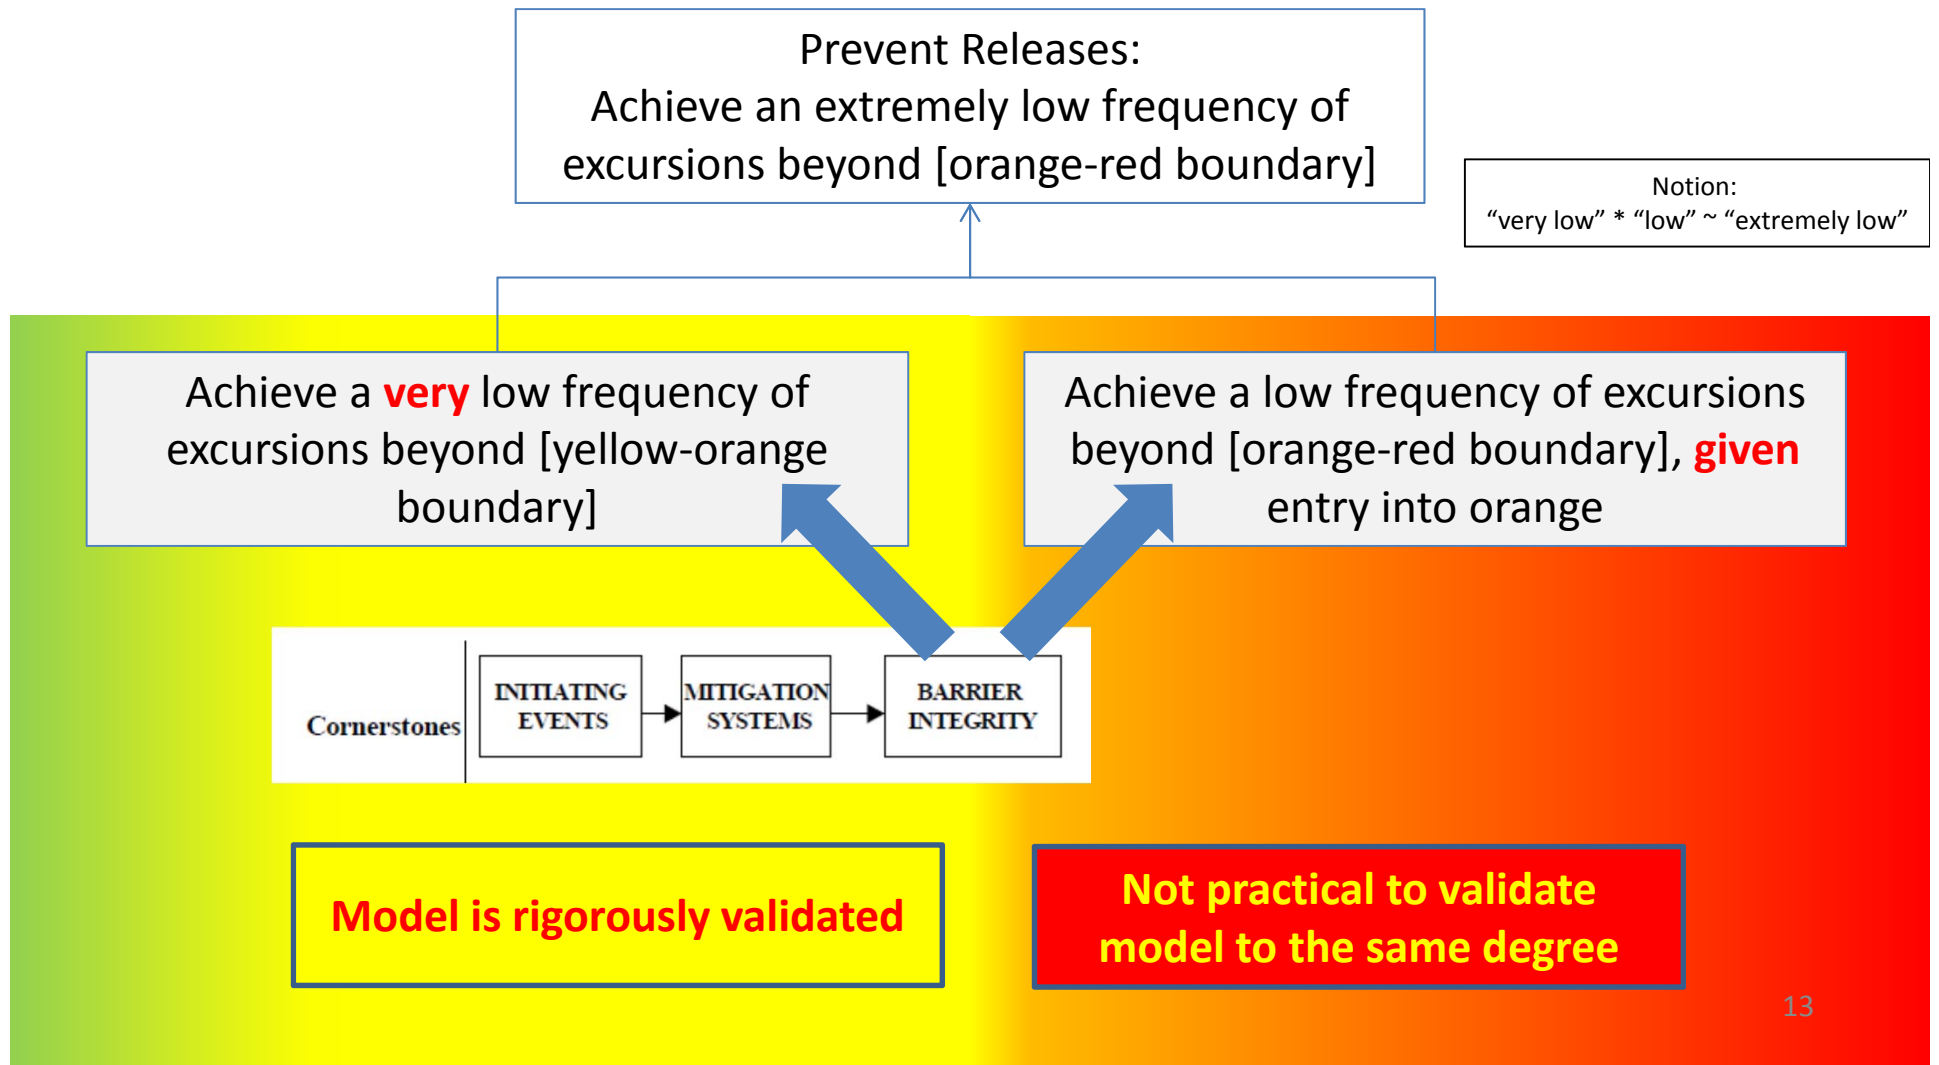 Prevent Releases:
Achieve an extremely low frequency of
excursions beyond [orange-red boundary]
Notion:
“very low” * “low” ~ “extremely low”
Achieve a very low frequency of
excursions beyond [yellow-orange
boundary]
Achieve a low frequency of excursions
beyond [orange-red boundary], given
entry into orange
Cornerstones
INITIATING
EVENTS
MITIGATION
SYSTEMS
BARRIER
INTEGRITY
Model is rigorously validated
Not practical to validate
model to the same degree
13